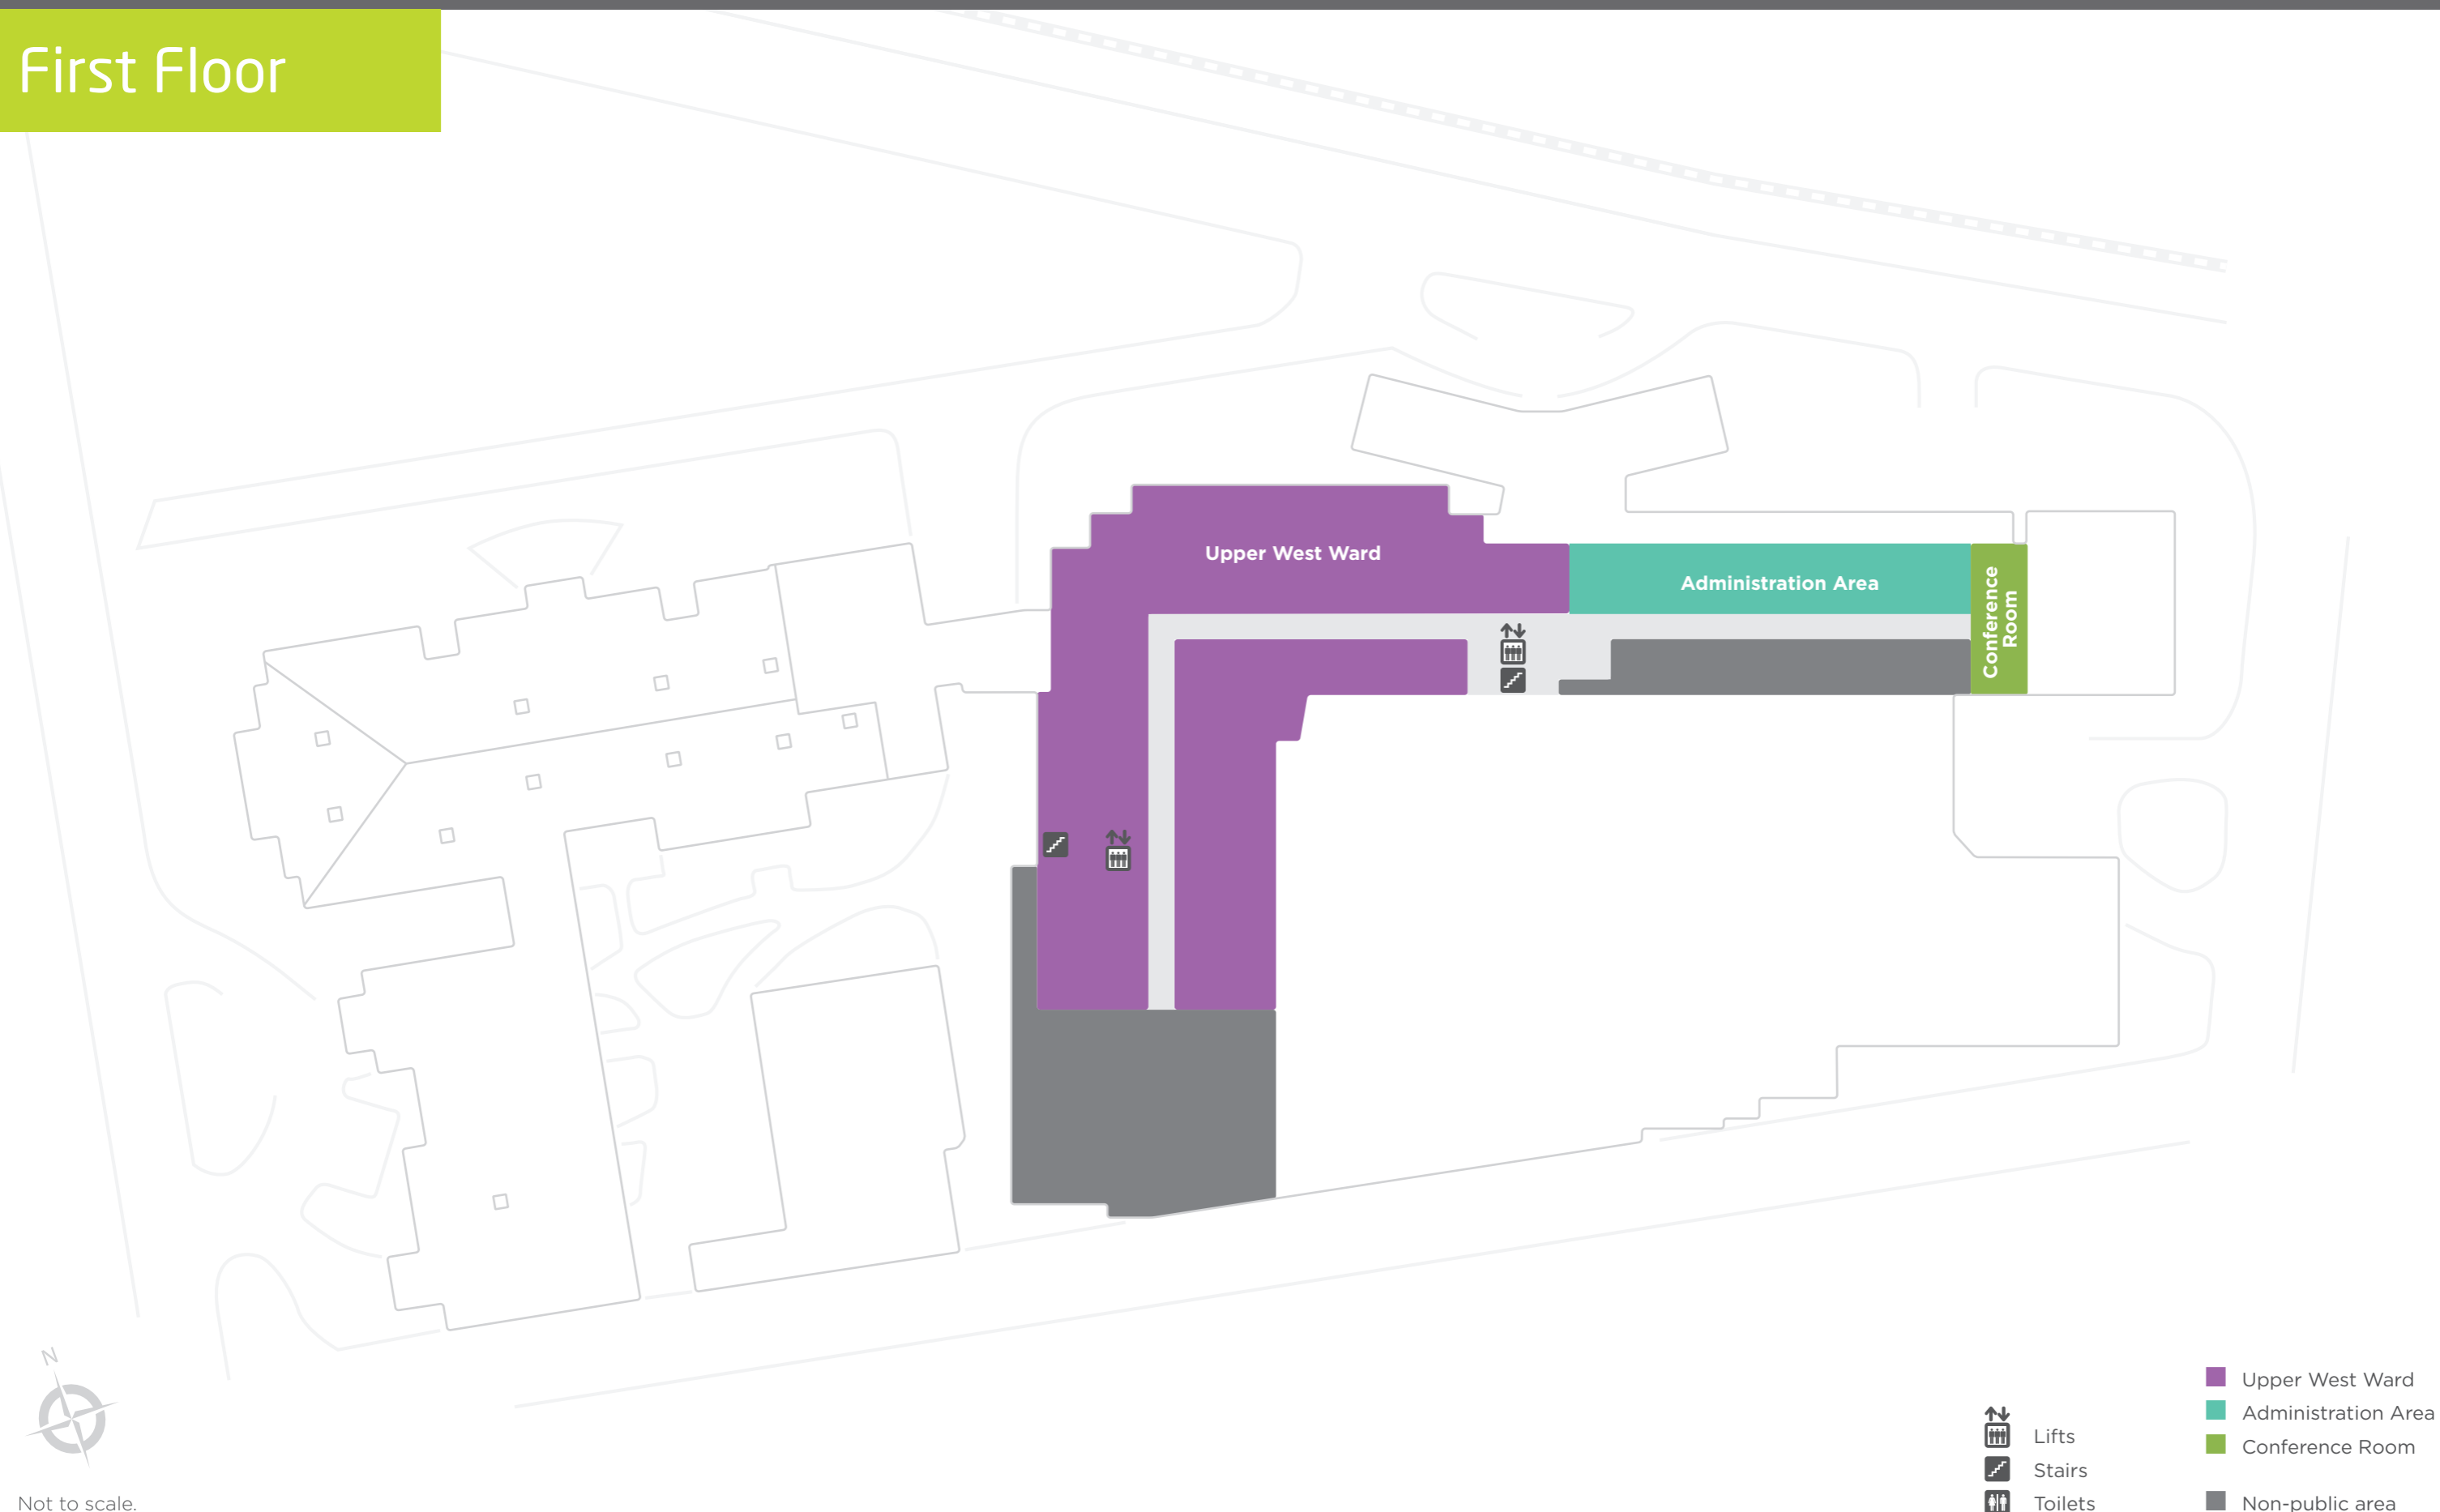 First Floor
Upper West Ward
Administration Area
Conference
Room
N
Upper West Ward
Administration Area
Lifts
Conference Room
Stairs
Toilets
Non-public area
Not to scale.